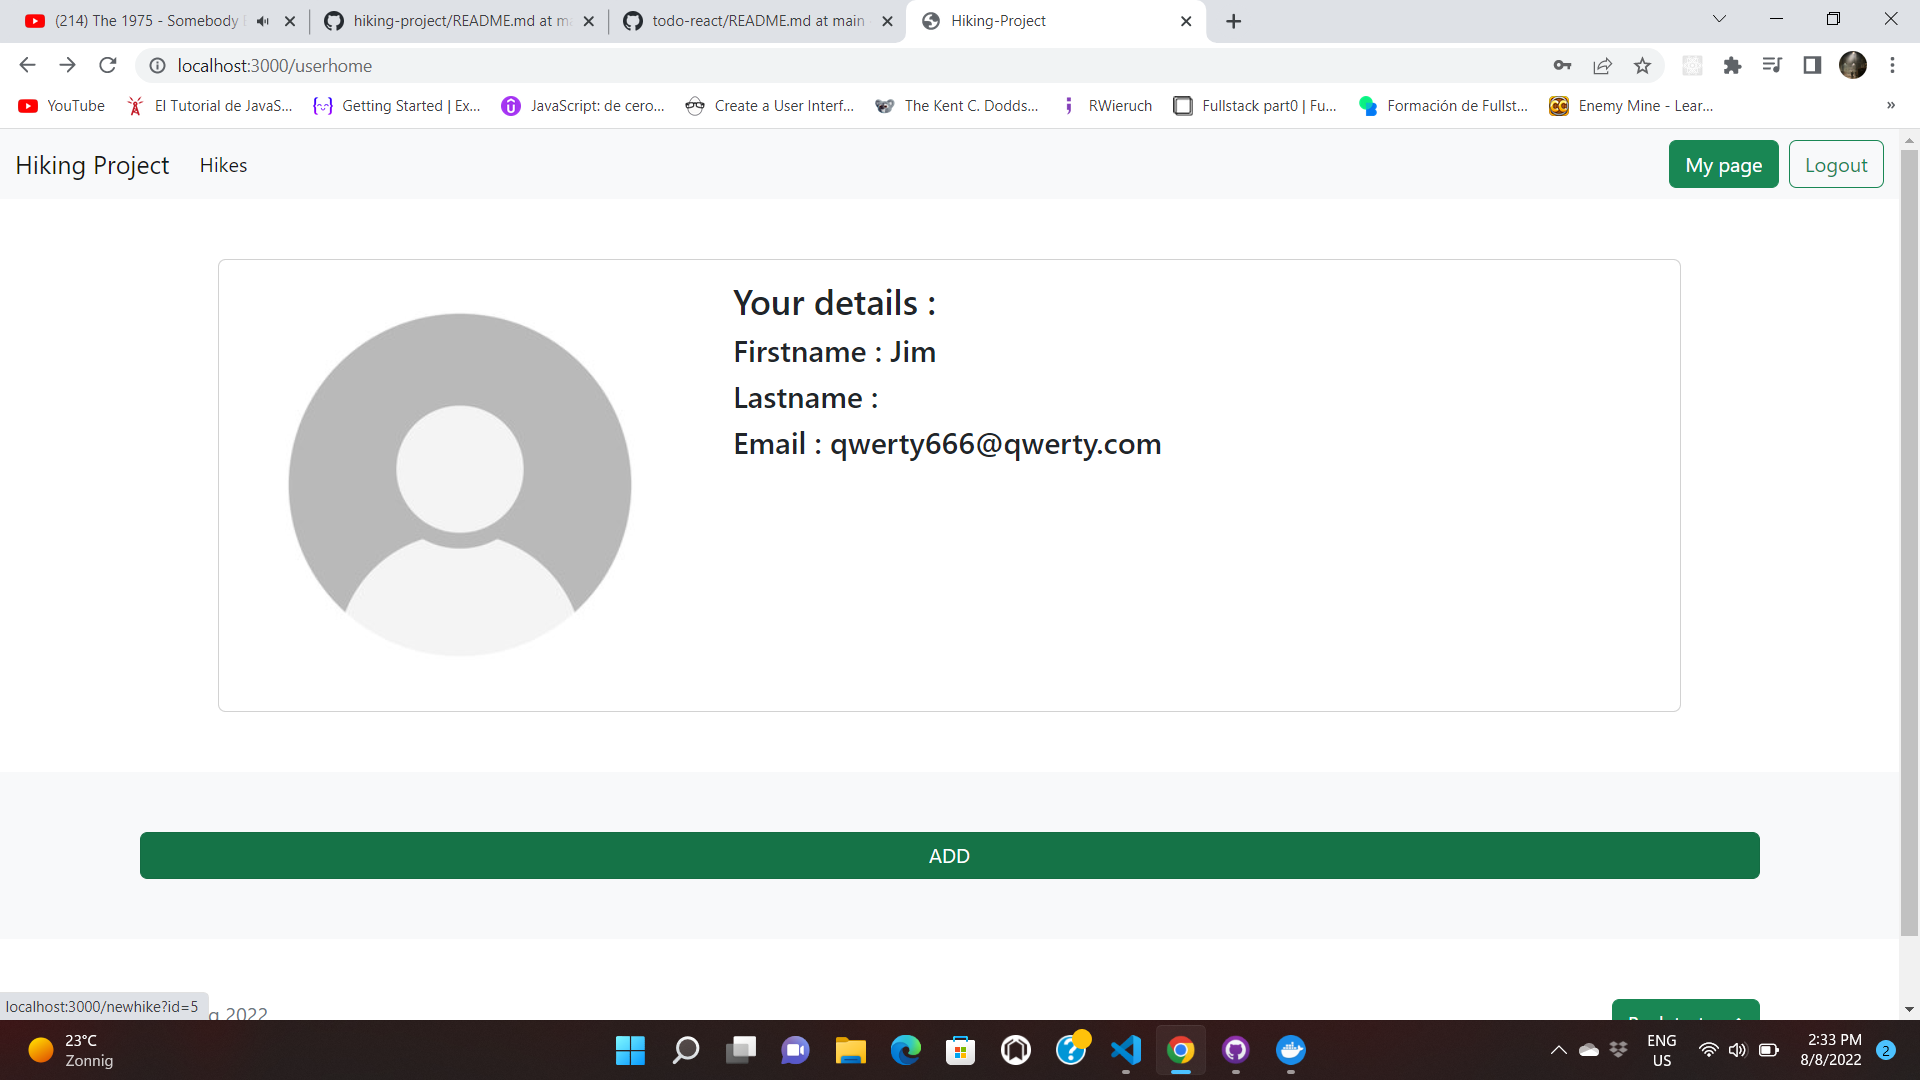 (214) The 1975 - Somebody
hiking-project/README.md at m
todo-react/README.md at main
Hiking-Project
localhost:3000/userhome
YouTube
El Tutorial de JavaS...
Getting Started | Ex...
JavaScript: de cero...
Create a User Interf...
The Kent C. Dodds...
RWieruch
Fullstack part0 | Fu...
Formación de Fullst...
Enemy Mine - Lear...
»
Hiking Project
Hikes
My page
Logout
Your details :
Firstname : Jim
Lastname :
Email : qwerty666@qwerty.com
ADD
localhost:3000/newhike?id=5
2022
23°C
Zonnig
ENG
US
2:33 PM
8/8/2022
2